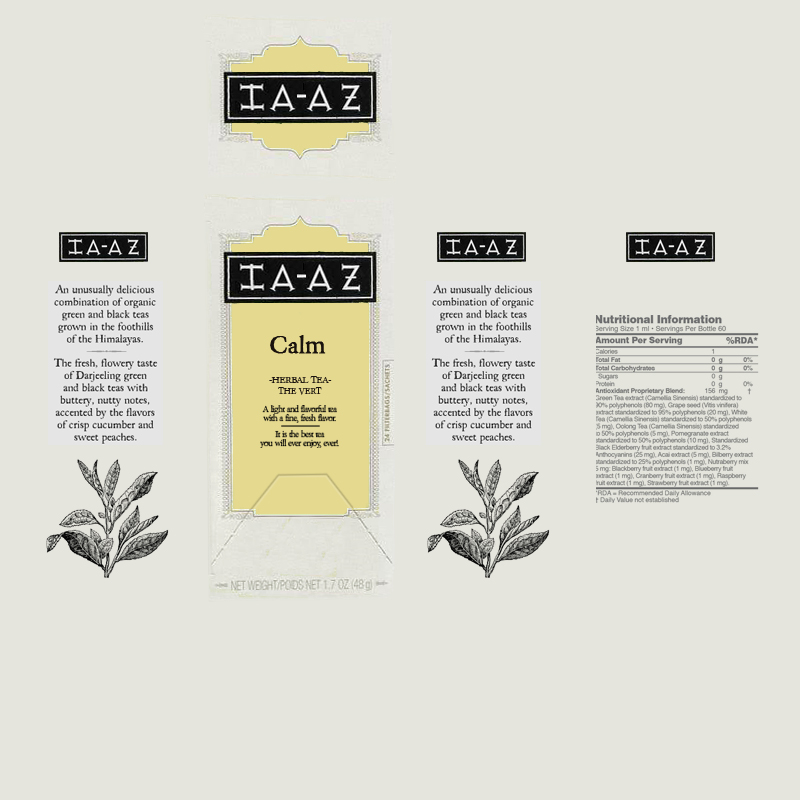 IA-AZ
IA-AZ
An unusually delicious
combination of organic
green and black teas
grown in the foothills
of the Himalayas.
The fresh, flowery taste
of Darjeeling green
and black teas with
buttery, nutty notes,
accented by the flavors
of crisp cucumber and
sweet peaches.
IA-AZ
Calm
-HERBAL TEA-
THE VERT
A light and flavorful tea
with a fine, fresh flavor.
It is the best tea
you will ever enjoy, ever!
24 FILTERBAGS/SACHETS
NET WEIGHT/POIDS NET 1.7 OZ (48 g)
IA-AZ
An unusually delicious
combination of organic
green and black teas
grown in the foothills
of the Himalayas.
The fresh, flowery taste
of Darjeeling green
and black teas with
buttery, nutty notes,
accented by the flavors
of crisp cucumber and
sweet peaches.
IA-AZ
Nutritional Information
Serving Size 1 ml • Servings Per Bottle 60
Amount Per Serving %RDA*
Calories 1
Total Fat 0 g 0%
Total Carbohydrates 0 g 0%
Sugars 0 g
Protein 0 g 0%
Antioxidant Proprietary Blend: 156 mg †
Green Tea extract (Camellia Sinensis) standardized to
90% polyphenols (80 mg), Grape seed (Vitis vinifera)
extract standardized to 95% polyphenols (20 mg), White
Tea (Camellia Sinensis) standardized to 50% polyphenols
(5 mg), Oolong Tea (Camellia Sinensis) standardized
to 50% polyphenols (5 mg), Pomegranate extract
standardized to 50% polyphenols (10 mg), Standardized
Black Elderberry fruit extract standardized to 3.2%
Anthocyanins (25 mg), Acai extract (5 mg), Bilberry extract
standardized to 25% polyphenols (1 mg), Nutraberry mix
5 mg: Blackberry fruit extract (1 mg), Blueberry fruit
extract (1 mg), Cranberry fruit extract (1 mg), Raspberry
fruit extract (1 mg), Strawberry fruit extract (1 mg).
*RDA = Recommended Daily Allowance
† Daily Value not established